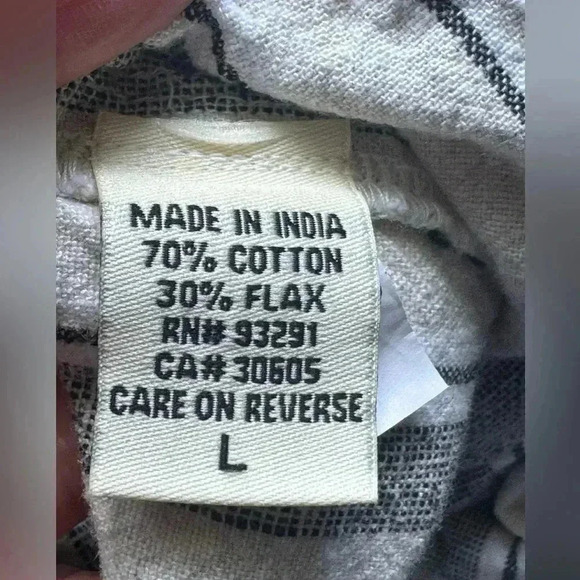 MADE IN INDIA
70% COTTON
30% FLAX
RN# 93291
CA# 30605
CARE ON REVERSE
L